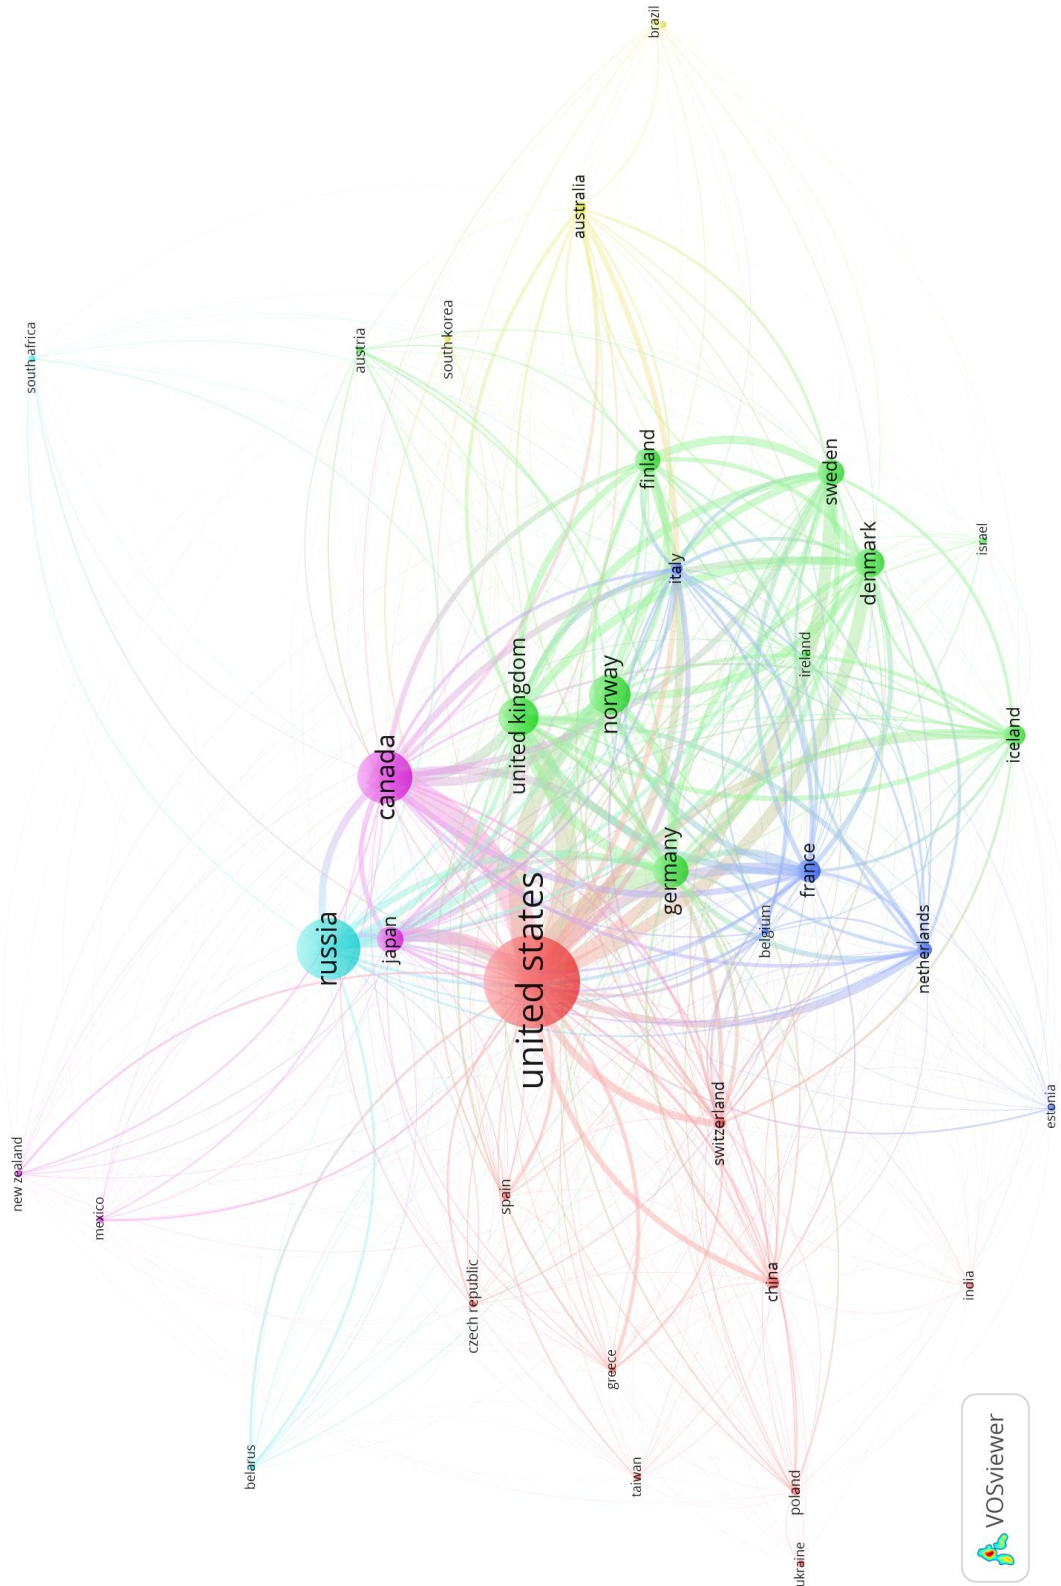 ukraine
poland
taiwan
belarus
greece
czech republic
china
india
mexico
spain
new zealand
switzerland
estonia
united states
russia
japan
netherlands
belgium
france
germany
canada
united kingdom
norway
iceland
ireland
italy
denmark
israel
sweden
finland
south africa
austria
south korea
australia
brazil
VOSviewer